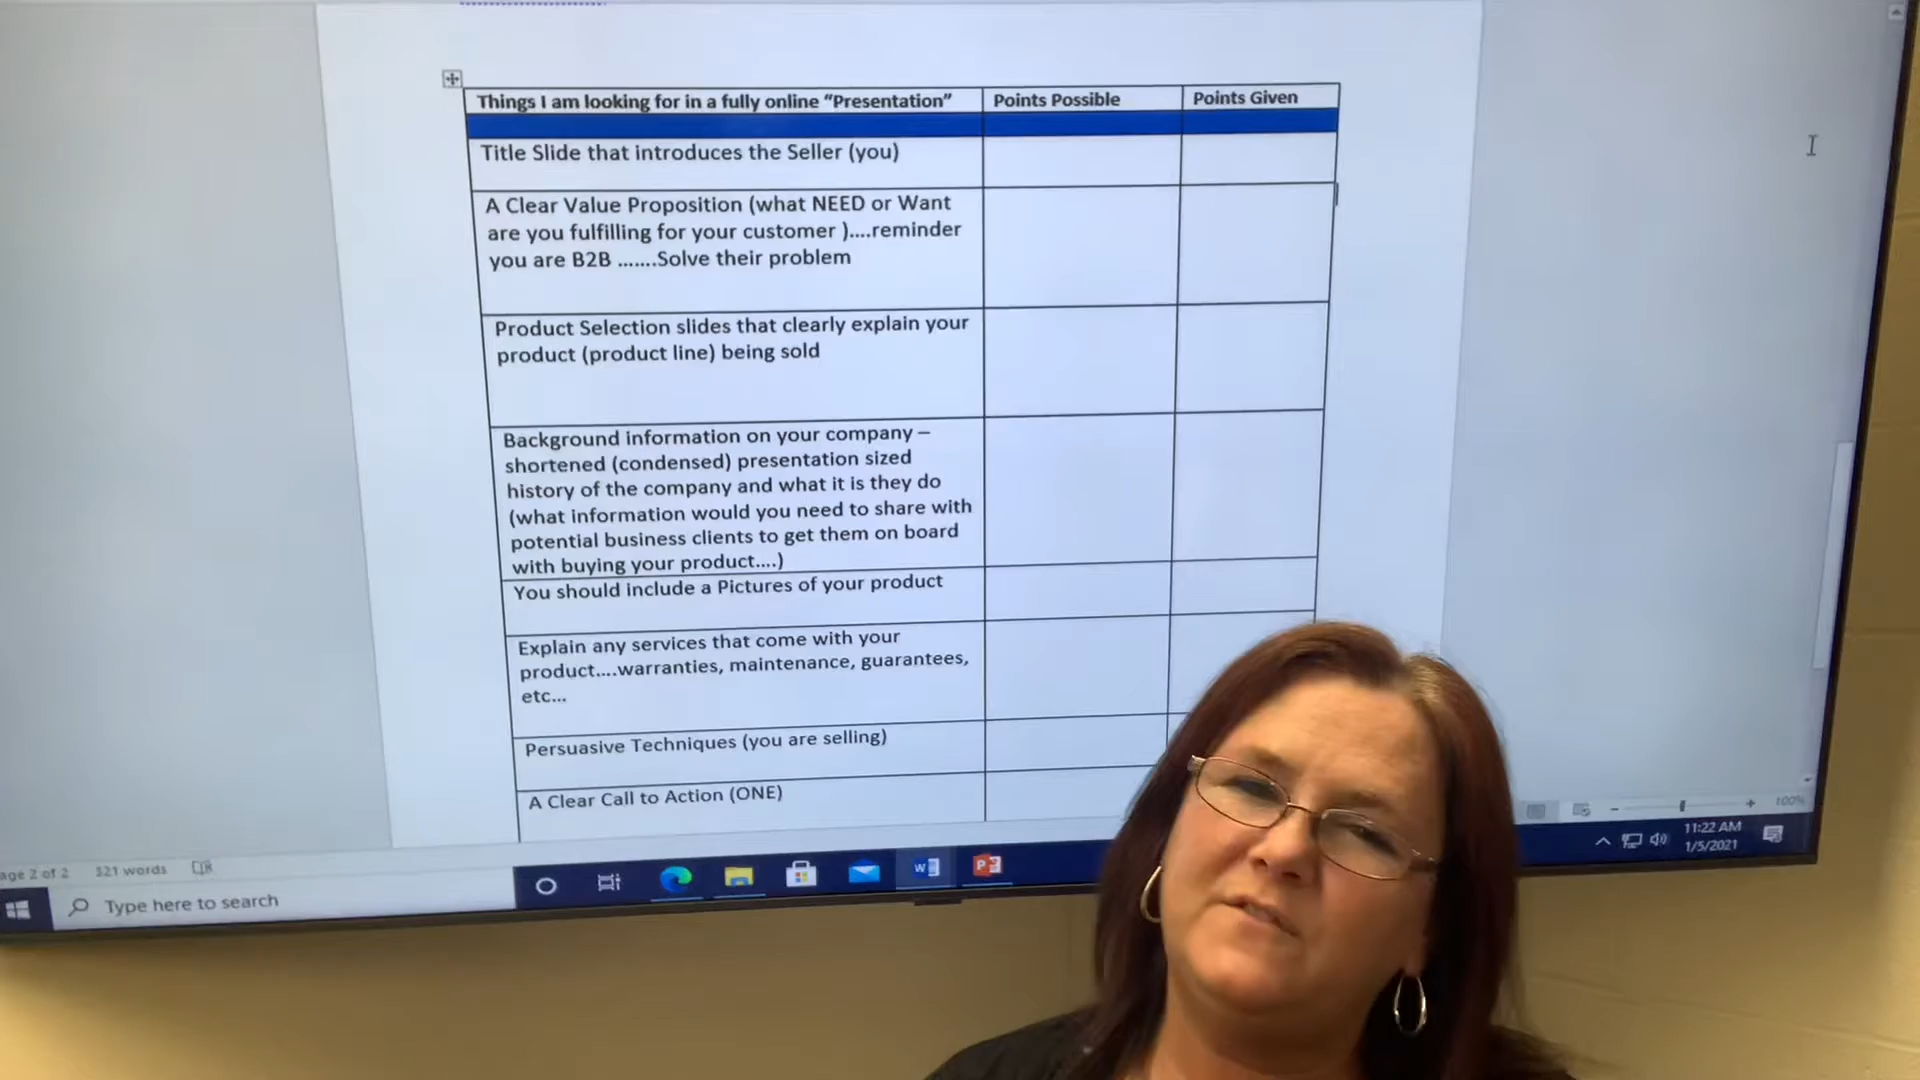 Things I am looking for in a fully online “Presentation” Points Possible Points Given
Title Slide that introduces the Seller (you)
A Clear Value Proposition (what NEED or Want
are you fulfilling for your customer )....reminder
you are B2B .......Solve their problem
Product Selection slides that clearly explain your
product (product line) being sold
Background information on your company –
shortened (condensed) presentation sized
history of the company and what it is they do
(what information would you need to share with
potential business clients to get them on board
with buying your product....)
You should include a Pictures of your product
Explain any services that come with your
product....warranties, maintenance, guarantees,
etc...
Persuasive Techniques (you are selling)
A Clear Call to Action (ONE)
100%
age 2 of 2 321 words
Type here to search
11:22 AM
1/5/2021